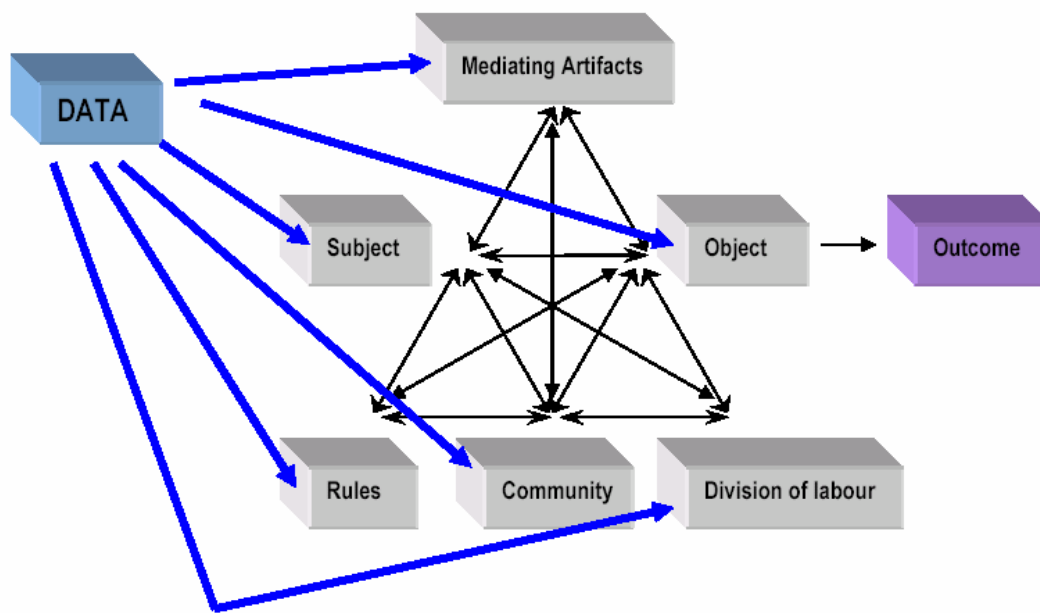 Mediating Artifacts
DATA
Subject
Object
Outcome
Rules
Community
Division of labour